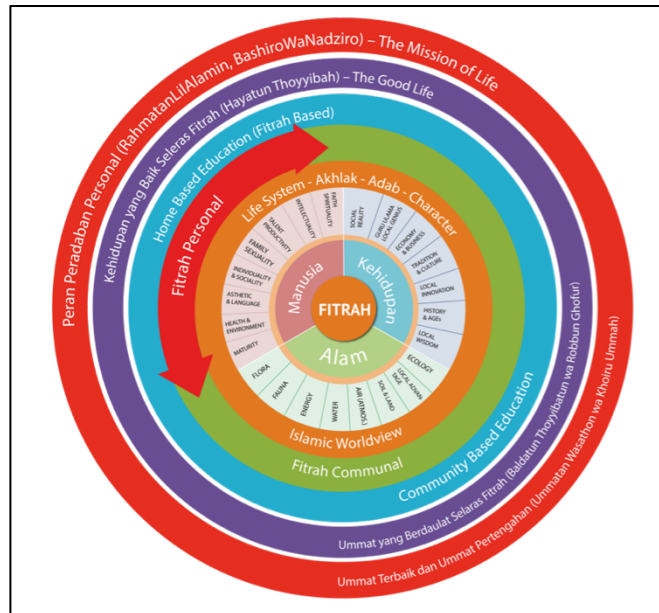 Peran Peradaban Personal (RahmatanLilAlamin, BashiroWaNadziro) – The Mission of Life
Kehidupan yang Baik Selaras Fitrah (Hayatun Thoyyibah) – The Good Life
Home Based Education (Fitrah Based)
Fitrah Personal
Life System - Akhlak - Adab - Character
FAITH
SPIRITUALITY
INTELECTUALITY
TALENT
PRODUCTIVITY
FAMILY
SEXUALITY
INDIVIDUALITY
& SOCIALITY
ASTHETIC
& LANGUAGE
HEALTH &
ENVIRONMENT
MATURITY
SOCIAL
REALITY
GURU ULAMA
LOCAL GENIUS
ECONOMY
& BUSINESS
TRADITION
& CULTURE
LOCAL
INNOVATION
HISTORY
& AGEs
LOCAL
WISDOM
Manusia
Kehidupan
FITRAH
Alam
FLORA
FAUNA
ENERGY
WATER
AIR (ATMOS)
SOIL & LAND
LOCAL ADVAN
TAGE
ECOLOGY
Islamic Worldview
Fitrah Communal
Community Based Education
Ummat yang Berdaulat Selaras Fitrah (Baldatun Thoyyibatun wa Robbun Ghofur)
Ummat Terbaik dan Ummat Pertengahan (Ummatan Wasathon wa Khoiru Ummah)